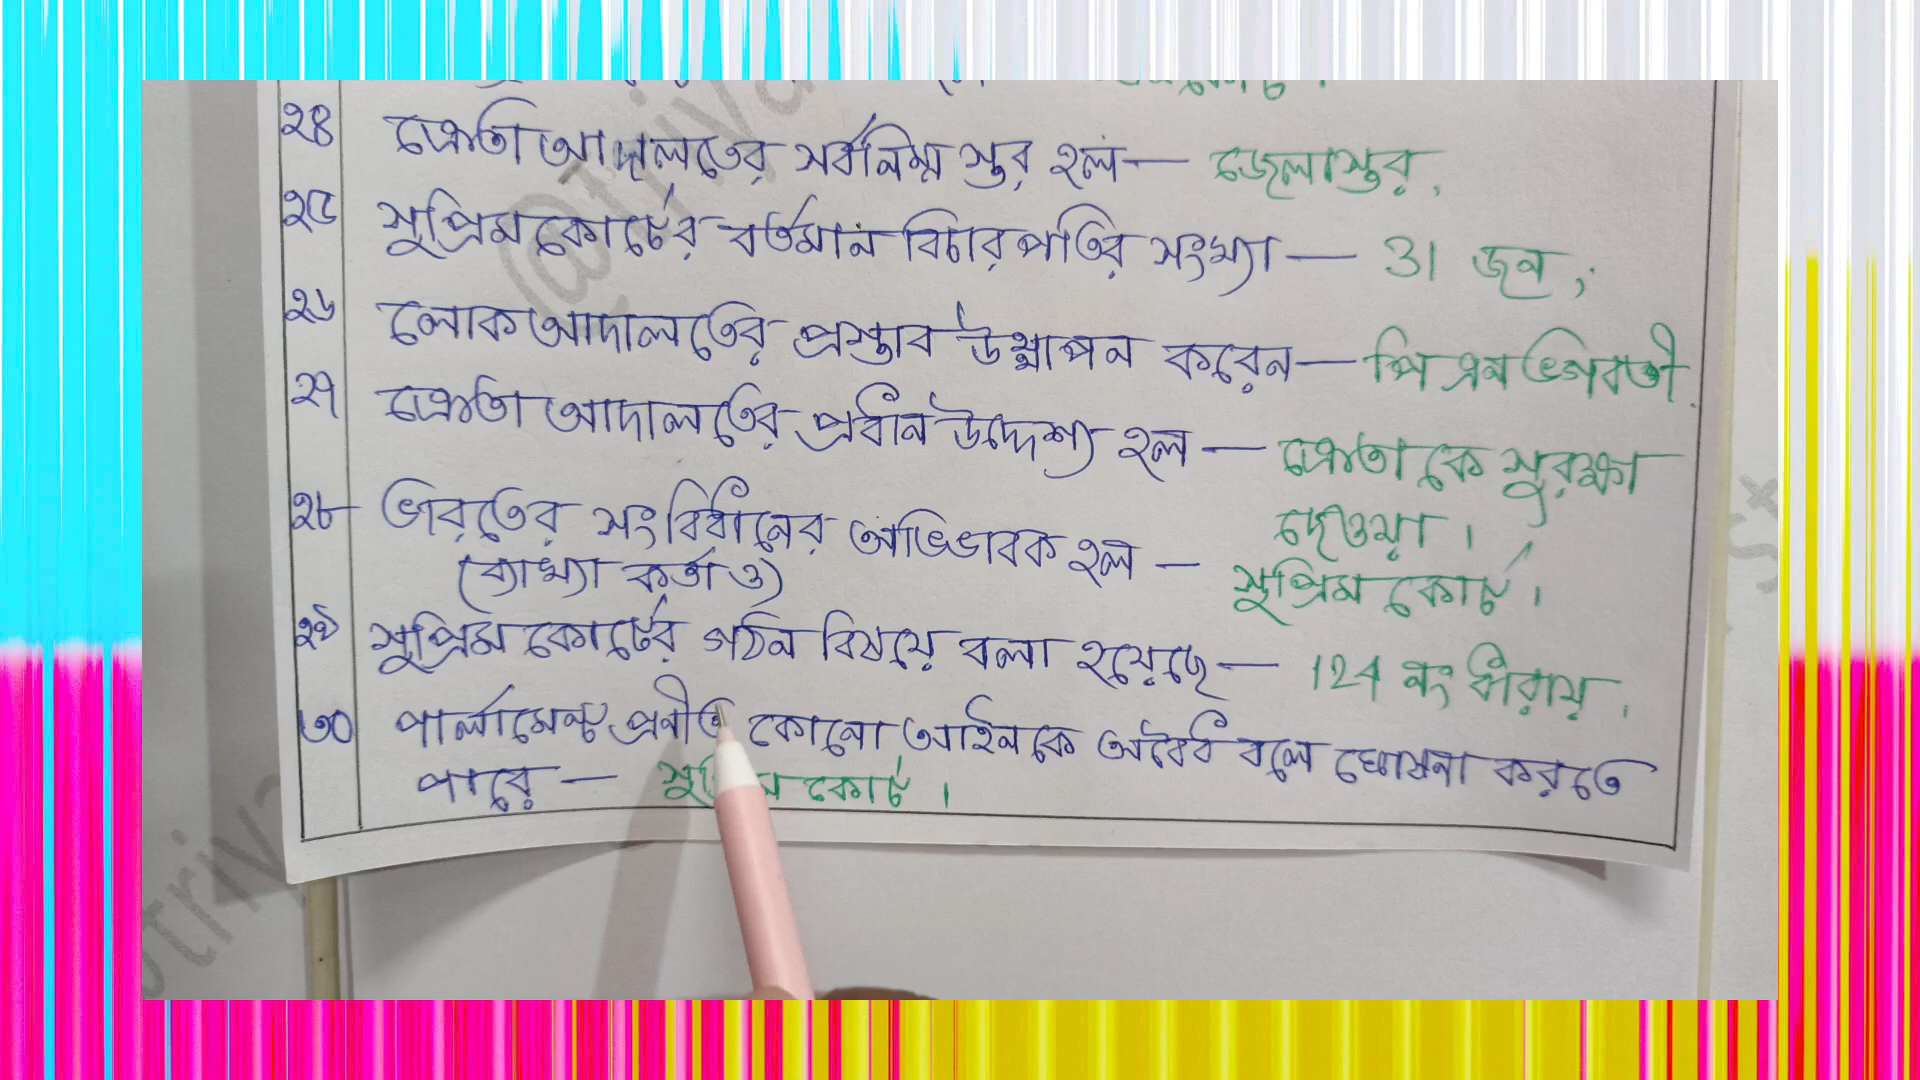 ২৪ ক্রেতা আদালতের সর্বনিম্ন স্তর হল — জেলাস্তর,
২৫ সুপ্রিম কোর্টের বর্তমান বিচারপতির সংখ্যা — 31 জন,
২৬ লোক আদালতের প্রস্তাব উত্থাপন করেন — পি এন ভগবতী.
২৭ ক্রেতা আদালতের প্রধান উদ্দেশ্য হল — ক্রেতাকে সুরক্ষা
দেওয়া।
২৮ ভারতের সংবিধানের অভিভাবক হল — সুপ্রিম কোর্ট।
(ব্যাখ্যা কর্তা ও)
২৯ সুপ্রিম কোর্টের গঠন বিষয়ে বলা হয়েছে — 124 নং ধারায়.
৩০ পার্লামেন্ট প্রনীত কোনো আইনকে অবৈধ বলে ঘোষনা করতে
পারে — সুপ্রিম কোর্ট।